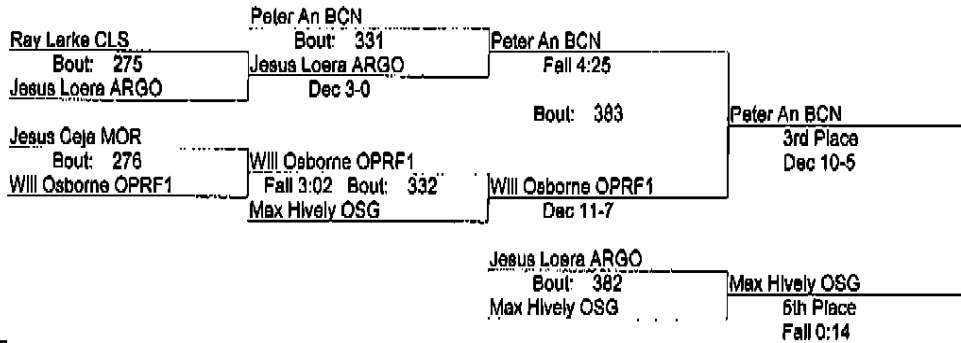 Peter An BCN
Ray Larke CLS
Bout: 331
Peter An BCN
Bout: 275
Jesus Loera ARGO
Fall 4:25
Jesus Loera ARGO
Dec 3-0
Bout: 383
Peter An BCN
Jesus Ceja MOR
3rd Place
Bout: 276
Will Osborne OPRF1
Dec 10-5
Will Osborne OPRF1
Fall 3:02 Bout: 332
Will Osborne OPRF1
Max Hively OSG
Dec 11-7
Jesus Loera ARGO
Bout: 382
Max Hively OSG
Max Hively OSG
5th Place
Fall 0:14